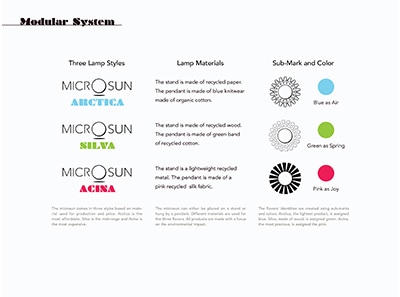 Modular System
Three Lamp Styles
Lamp Materials
Sub-Mark and Color
MICROSUN
ARCTICA
The stand is made of recycled paper.
The pendant is made of blue knitwear
made of organic cotton.
Blue as Air
MICROSUN
SILVA
The stand is made of recycled wood.
The pendant is made of green band
of recycled cotton.
Green as Spring
MICROSUN
ACINA
The stand is a lightweight recycled
metal. The pendant is made of a
pink recycled silk fabric.
Pink as Joy
The microsun comes in three styles based on mate-
rial used for production and price. Arctica is the
most affordable, Silva is the mid-range and Acina is
the most expensive.
The microsun can either be placed on a stand or
hung by a pendant. Different materials are used for
the three flavors. All products are made with a focus
on the environmental impact.
The flavors' identities are created using submarks
and colors. Arctica, the lightest product, is assigned
blue. Silva, made of wood is assigned green. Acina,
the most precious, is assigned the pink.